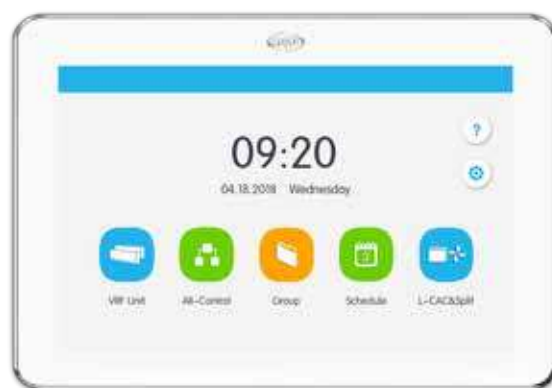 ?
09:20
04.18.2018 Wednesday
VRF Unit All-Control Group Schedule L-CAC&Split